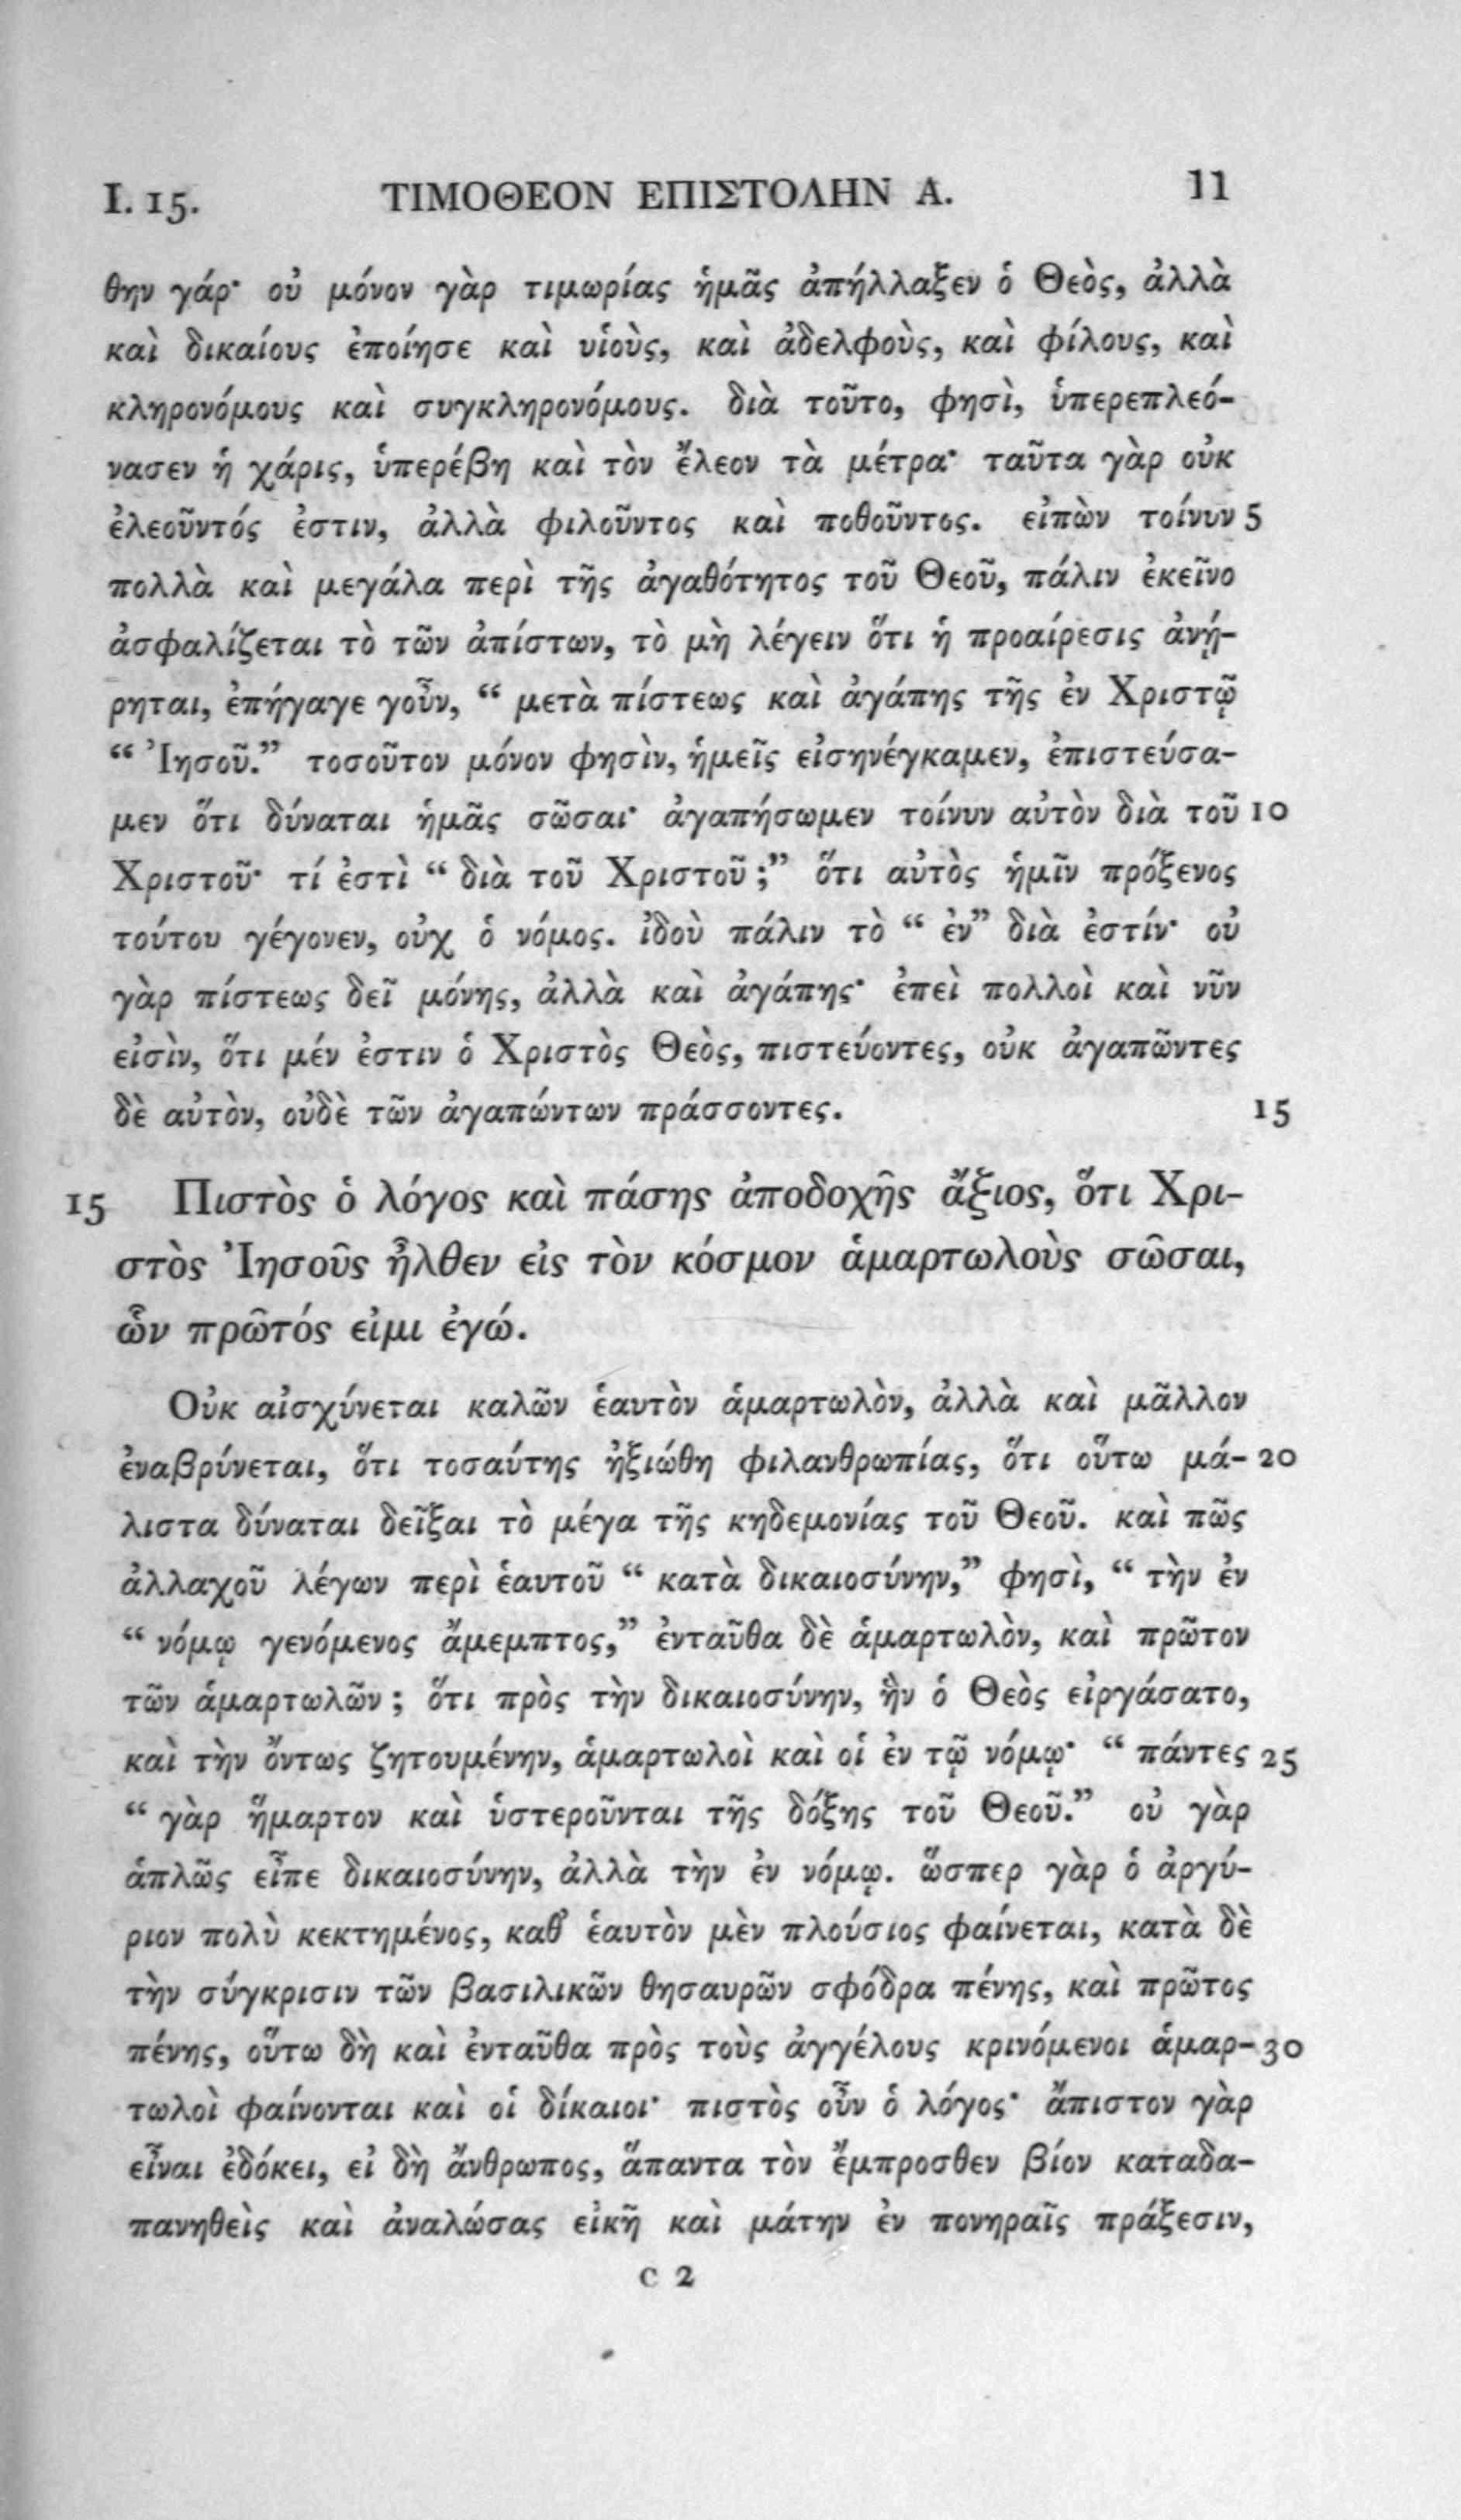 I. 15. ΤΙΜΟΘΕΟΝ ΕΠΙΣΤΟΛΗΝ Α. 11
θην γάρ· οὐ μόνον γὰρ τιμωρίας ἡμᾶς ἀπήλλαξεν ὁ Θεὸς, ἀλλὰ
καὶ δικαίους ἐποίησε καὶ υἱοὺς, καὶ ἀδελφοὺς, καὶ φίλους, καὶ
κληρονόμους καὶ συγκληρονόμους. διὰ τοῦτο, φησὶ, ὑπερεπλεό-
νασεν ἡ χάρις, ὑπερέβη καὶ τὸν ἔλεον τὰ μέτρα· ταῦτα γὰρ οὐκ
ἐλεοῦντός ἐστιν, ἀλλὰ φιλοῦντος καὶ ποθοῦντος. εἰπὼν τοίνυν 5
πολλὰ καὶ μεγάλα περὶ τῆς ἀγαθότητος τοῦ Θεοῦ, πάλιν ἐκεῖνο
ἀσφαλίζεται τὸ τῶν ἀπίστων, τὸ μὴ λέγειν ὅτι ἡ προαίρεσις ἀνῄ-
ρηται, ἐπήγαγε γοῦν, “ μετὰ πίστεως καὶ ἀγάπης τῆς ἐν Χριστῷ
“ Ἰησοῦ.” τοσοῦτον μόνον φησὶν, ἡμεῖς εἰσηνέγκαμεν, ἐπιστεύσα-
μεν ὅτι δύναται ἡμᾶς σῶσαι· ἀγαπήσωμεν τοίνυν αὐτὸν διὰ τοῦ 10
Χριστοῦ· τί ἐστὶ “ διὰ τοῦ Χριστοῦ ;” ὅτι αὐτὸς ἡμῖν πρόξενος
τούτου γέγονεν, οὐχ ὁ νόμος. ἰδοὺ πάλιν τὸ “ ἐν” διὰ ἐστίν· οὐ
γὰρ πίστεως δεῖ μόνης, ἀλλὰ καὶ ἀγάπης· ἐπεὶ πολλοὶ καὶ νῦν
εἰσὶν, ὅτι μέν ἐστιν ὁ Χριστὸς Θεὸς, πιστεύοντες, οὐκ ἀγαπῶντες
δὲ αὐτὸν, οὐδὲ τῶν ἀγαπώντων πράσσοντες. 15
15 Πιστὸς ὁ λόγος καὶ πάσης ἀποδοχῆς ἄξιος, ὅτι Χρι-
στὸς Ἰησοῦς ἦλθεν εἰς τὸν κόσμον ἁμαρτωλοὺς σῶσαι,
ὧν πρῶτός εἰμι ἐγώ.
Οὐκ αἰσχύνεται καλῶν ἑαυτὸν ἁμαρτωλὸν, ἀλλὰ καὶ μᾶλλον
ἐναβρύνεται, ὅτι τοσαύτης ἠξιώθη φιλανθρωπίας, ὅτι οὕτω μά- 20
λιστα δύναται δεῖξαι τὸ μέγα τῆς κηδεμονίας τοῦ Θεοῦ. καὶ πῶς
ἀλλαχοῦ λέγων περὶ ἑαυτοῦ “ κατὰ δικαιοσύνην,” φησὶ, “ τὴν ἐν
“ νόμῳ γενόμενος ἄμεμπτος,” ἐνταῦθα δὲ ἁμαρτωλὸν, καὶ πρῶτον
τῶν ἁμαρτωλῶν ; ὅτι πρὸς τὴν δικαιοσύνην, ἣν ὁ Θεὸς εἰργάσατο,
καὶ τὴν ὄντως ζητουμένην, ἁμαρτωλοὶ καὶ οἱ ἐν τῷ νόμῳ· “ πάντες 25
“ γὰρ ἥμαρτον καὶ ὑστεροῦνται τῆς δόξης τοῦ Θεοῦ.” οὐ γὰρ
ἁπλῶς εἶπε δικαιοσύνην, ἀλλὰ τὴν ἐν νόμῳ. ὥσπερ γὰρ ὁ ἀργύ-
ριον πολὺ κεκτημένος, καθ’ ἑαυτὸν μὲν πλούσιος φαίνεται, κατὰ δὲ
τὴν σύγκρισιν τῶν βασιλικῶν θησαυρῶν σφόδρα πένης, καὶ πρῶτος
πένης, οὕτω δὴ καὶ ἐνταῦθα πρὸς τοὺς ἀγγέλους κρινόμενοι ἁμαρ- 30
τωλοὶ φαίνονται καὶ οἱ δίκαιοι· πιστὸς οὖν ὁ λόγος· ἄπιστον γὰρ
εἶναι ἐδόκει, εἰ δὴ ἄνθρωπος, ἅπαντα τὸν ἔμπροσθεν βίον καταδα-
πανηθεὶς καὶ ἀναλώσας εἰκῆ καὶ μάτην ἐν πονηραῖς πράξεσιν,
C 2